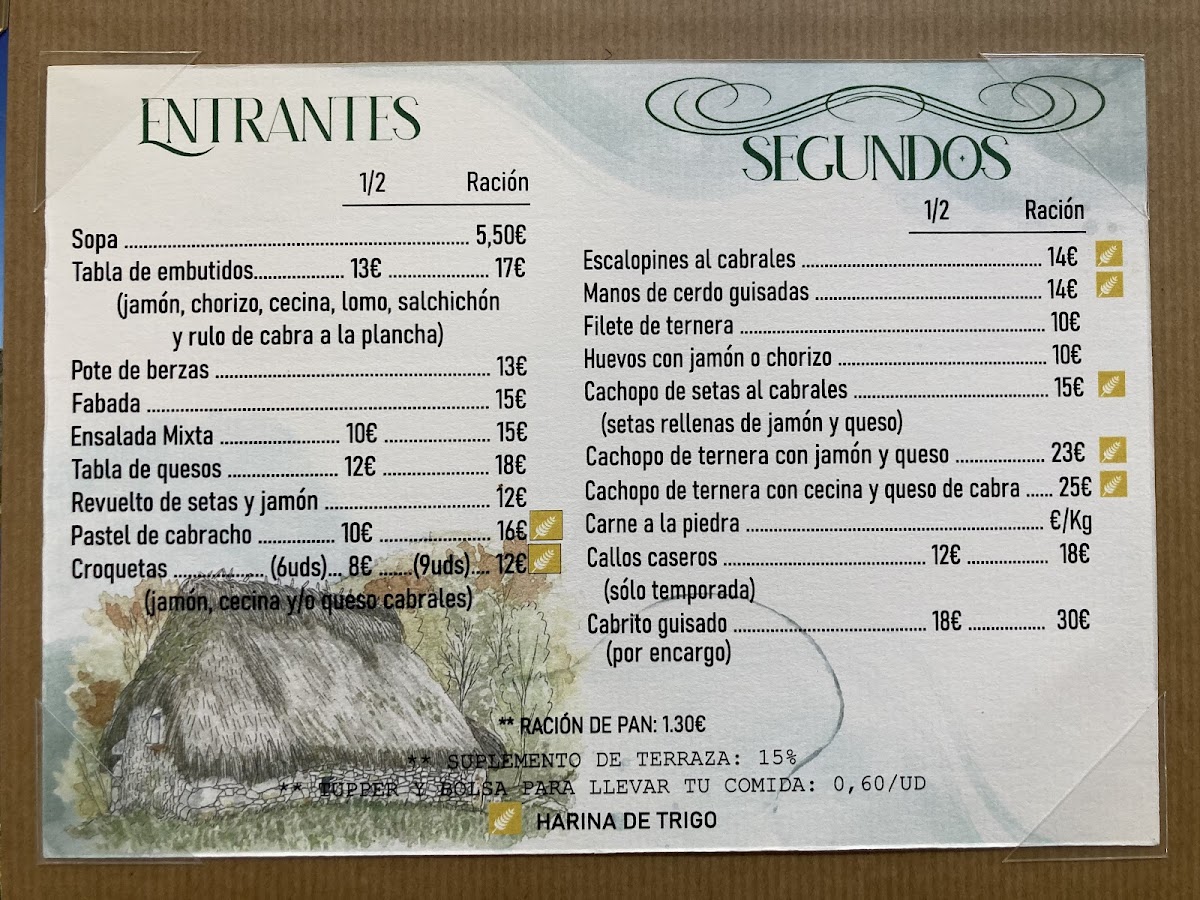 ENTRANTES
1/2 Ración
Sopa ........ 5,50€
Tabla de embutidos........ 13€ ........ 17€
(jamón, chorizo, cecina, lomo, salchichón
y rulo de cabra a la plancha)
Pote de berzas ........ 13€
Fabada ........ 15€
Ensalada Mixta ........ 10€ ........ 15€
Tabla de quesos ........ 12€ ........ 18€
Revuelto de setas y jamón ........ 12€
Pastel de cabracho ........ 10€ ........ 16€
Croquetas ........ (6uds)... 8€ .......(9uds).... 12€
(jamón, cecina y/o queso cabrales)
SEGUNDOS
1/2 Ración
Escalopines al cabrales ........ 14€
Manos de cerdo guisadas ........ 14€
Filete de ternera ........ 10€
Huevos con jamón o chorizo ........ 10€
Cachopo de setas al cabrales ........ 15€
(setas rellenas de jamón y queso)
Cachopo de ternera con jamón y queso ........ 23€
Cachopo de ternera con cecina y queso de cabra ...... 25€
Carne a la piedra ........ €/Kg
Callos caseros ........ 12€ ........ 18€
(sólo temporada)
Cabrito guisado ........ 18€ ........ 30€
(por encargo)
** RACIÓN DE PAN: 1.30€
** SUPLEMENTO DE TERRAZA: 15%
** TUPPER Y BOLSA PARA LLEVAR TU COMIDA: 0,60/UD
HARINA DE TRIGO